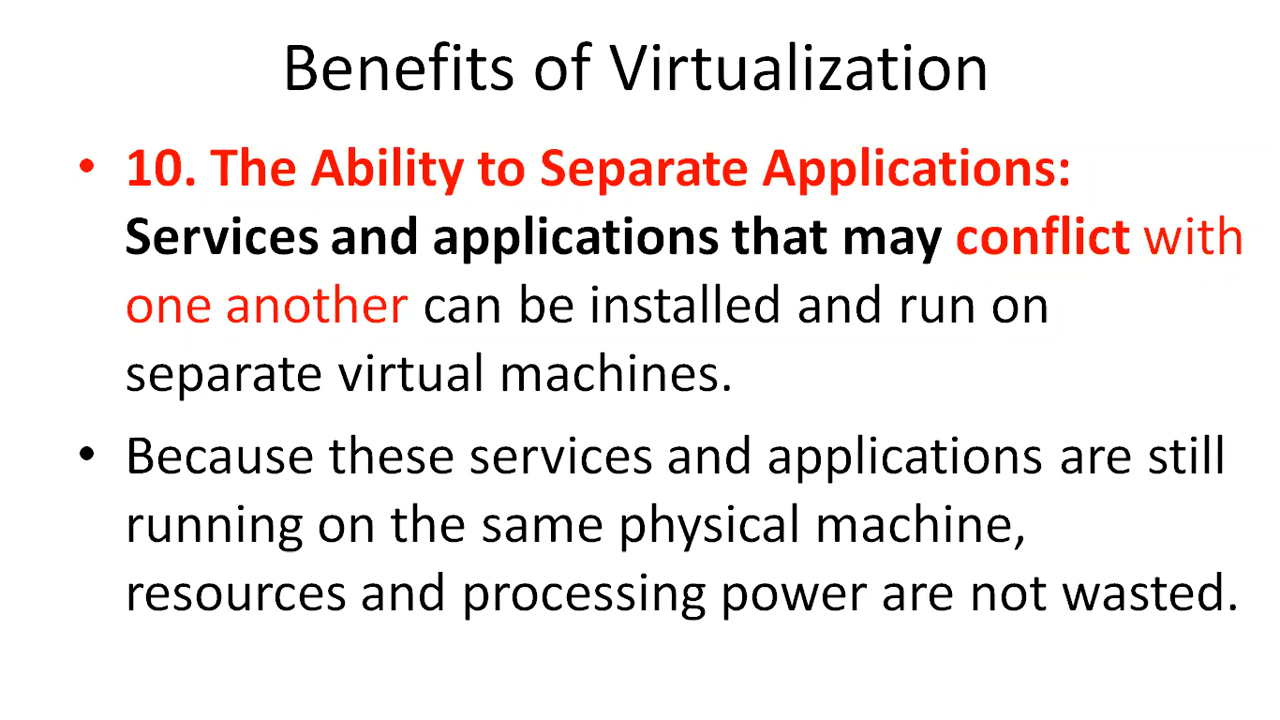 Benefits of Virtualization
• 10. The Ability to Separate Applications:
Services and applications that may conflict with
one another can be installed and run on
separate virtual machines.
• Because these services and applications are still
running on the same physical machine,
resources and processing power are not wasted.